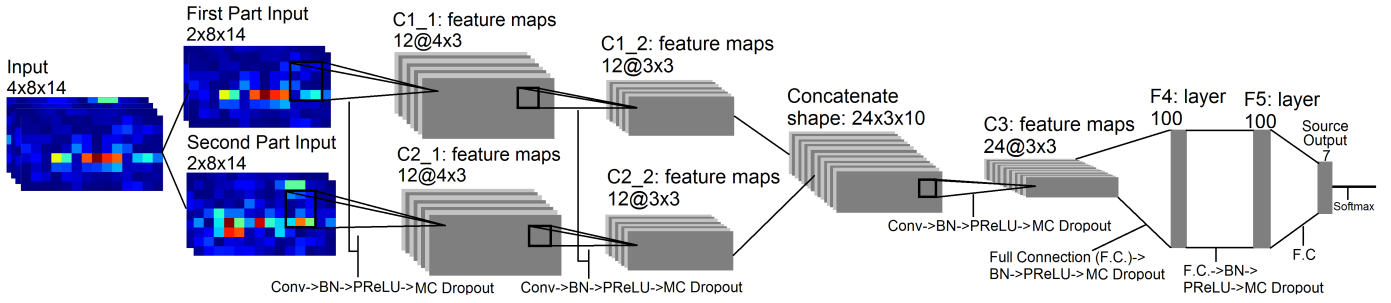 Input
4x8x14
First Part Input
2x8x14
Second Part Input
2x8x14
C1_1: feature maps
12@4x3
C2_1: feature maps
12@4x3
Conv->BN->PReLU->MC Dropout
C1_2: feature maps
12@3x3
C2_2: feature maps
12@3x3
Conv->BN->PReLU->MC Dropout
Concatenate
shape: 24x3x10
Conv->BN->PReLU->MC Dropout
C3: feature maps
24@3x3
Full Connection (F.C.)->
BN->PReLU->MC Dropout
F4: layer
100
F.C.->BN->
PReLU->MC Dropout
F5: layer
100
F.C
Source
Output
7
Softmax